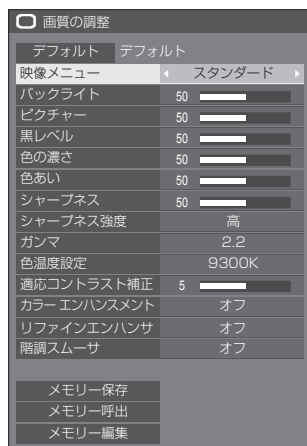 画質の調整
デフォルト デフォルト
映像メニュー スタンダード
バックライト 50
ピクチャー 50
黒レベル 50
色の濃さ 50
色あい 50
シャープネス 50
シャープネス強度 高
ガンマ 2.2
色温度設定 9300K
適応コントラスト補正 5
カラー エンハンスメント オフ
リファインエンハンサ オフ
階調スムーサ オフ
メモリー保存
メモリー呼出
メモリー編集